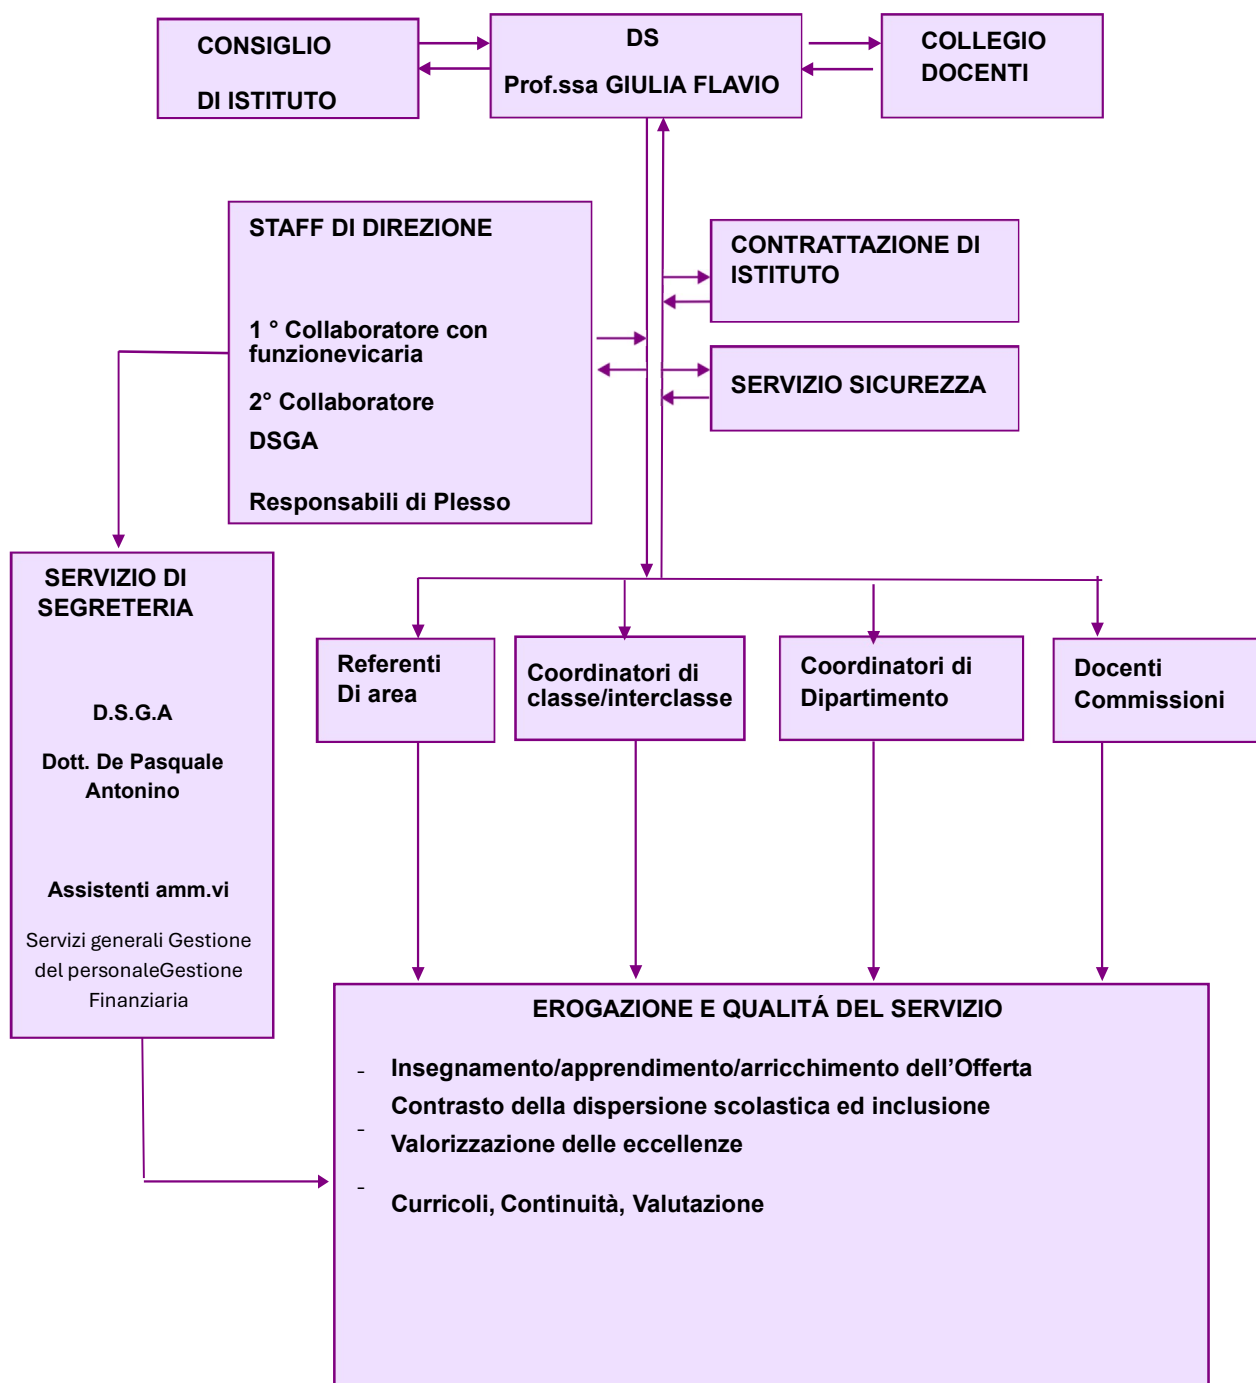 CONSIGLIO
DI ISTITUTO
DS
Prof.ssa GIULIA FLAVIO
COLLEGIO
DOCENTI
STAFF DI DIREZIONE
1 ° Collaboratore con
funzionevicaria
2° Collaboratore
DSGA
Responsabili di Plesso
CONTRATTAZIONE DI
ISTITUTO
SERVIZIO SICUREZZA
SERVIZIO DI
SEGRETERIA
D.S.G.A
Dott. De Pasquale
Antonino
Assistenti amm.vi
Servizi generali Gestione
del personaleGestione
Finanziaria
Referenti
Di area
Coordinatori di
classe/interclasse
Coordinatori di
Dipartimento
Docenti
Commissioni
EROGAZIONE E QUALITÁ DEL SERVIZIO
- Insegnamento/apprendimento/arricchimento dell’Offerta
Contrasto della dispersione scolastica ed inclusione
- Valorizzazione delle eccellenze
- Curricoli, Continuità, Valutazione